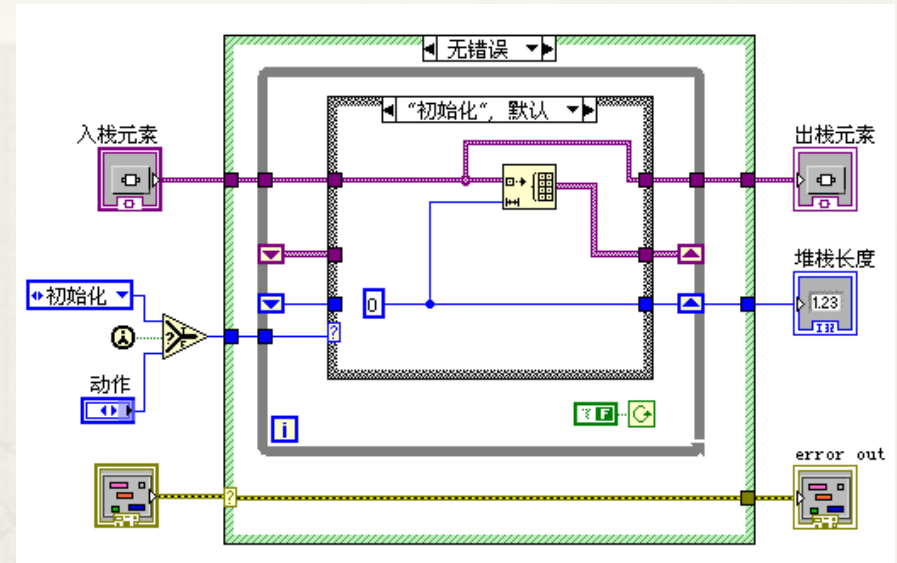 无错误
"初始化", 默认
入栈元素
出栈元素
堆栈长度
初始化
0
1.23
I32
?
T
F
?
动作
i
F
?
error out